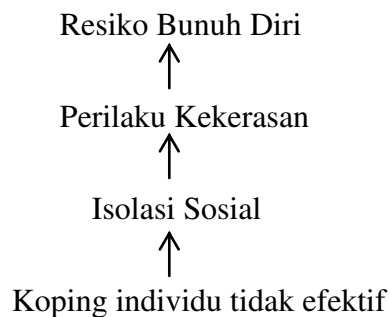 Resiko Bunuh Diri
Perilaku Kekerasan
Isolasi Sosial
Koping individu tidak efektif